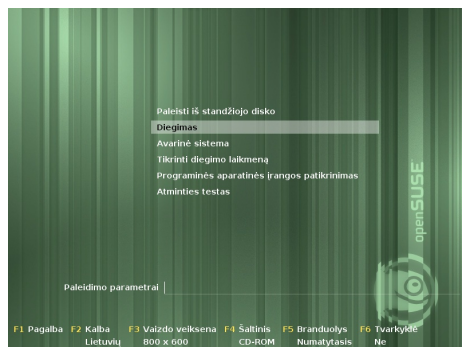 Paleisti iš standžiojo disko
Diegimas
Avarinė sistema
Tikrinti diegimo laikmeną
Programinės aparatinės įrangos patikrinimas
Atminties testas
openSUSE
Paleidimo parametrai
F1 Pagalba F2 Kalba F3 Vaizdo veiksena F4 Šaltinis F5 Branduolys F6 Tvarkyklė
Lietuvių 800 x 600 CD-ROM Numatytasis Ne